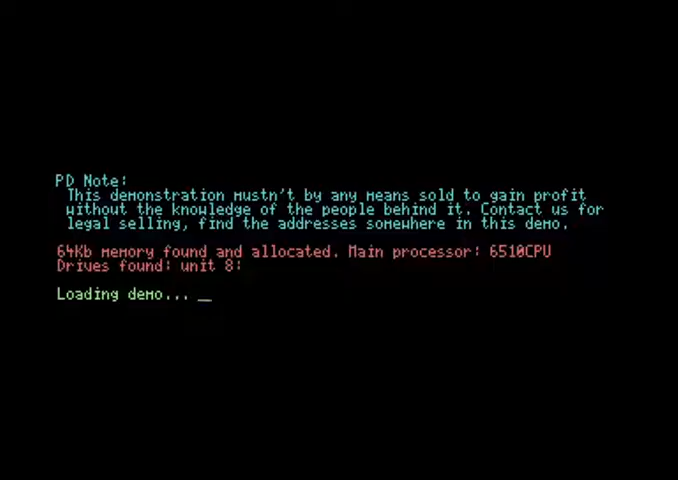 PD Note:
This demonstration mustn't by any means sold to gain profit
without the knowledge of the people behind it. Contact us for
legal selling, find the addresses somewhere in this demo.
64Kb memory found and allocated. Main processor: 6510CPU
Drives found: unit 8:
Loading demo... _